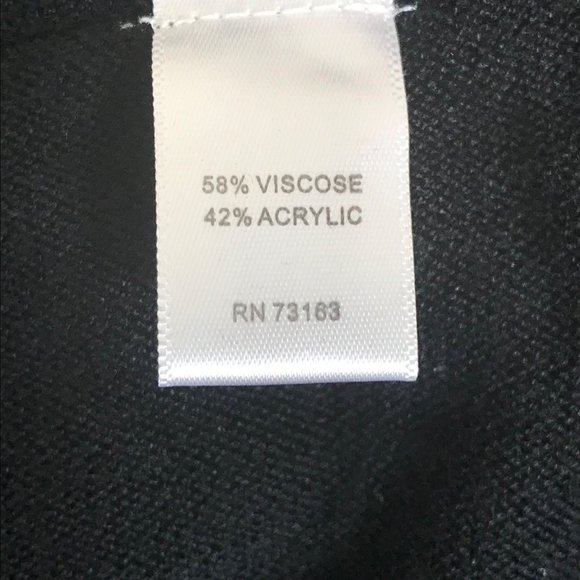 58% VISCOSE
42% ACRYLIC
RN 73163